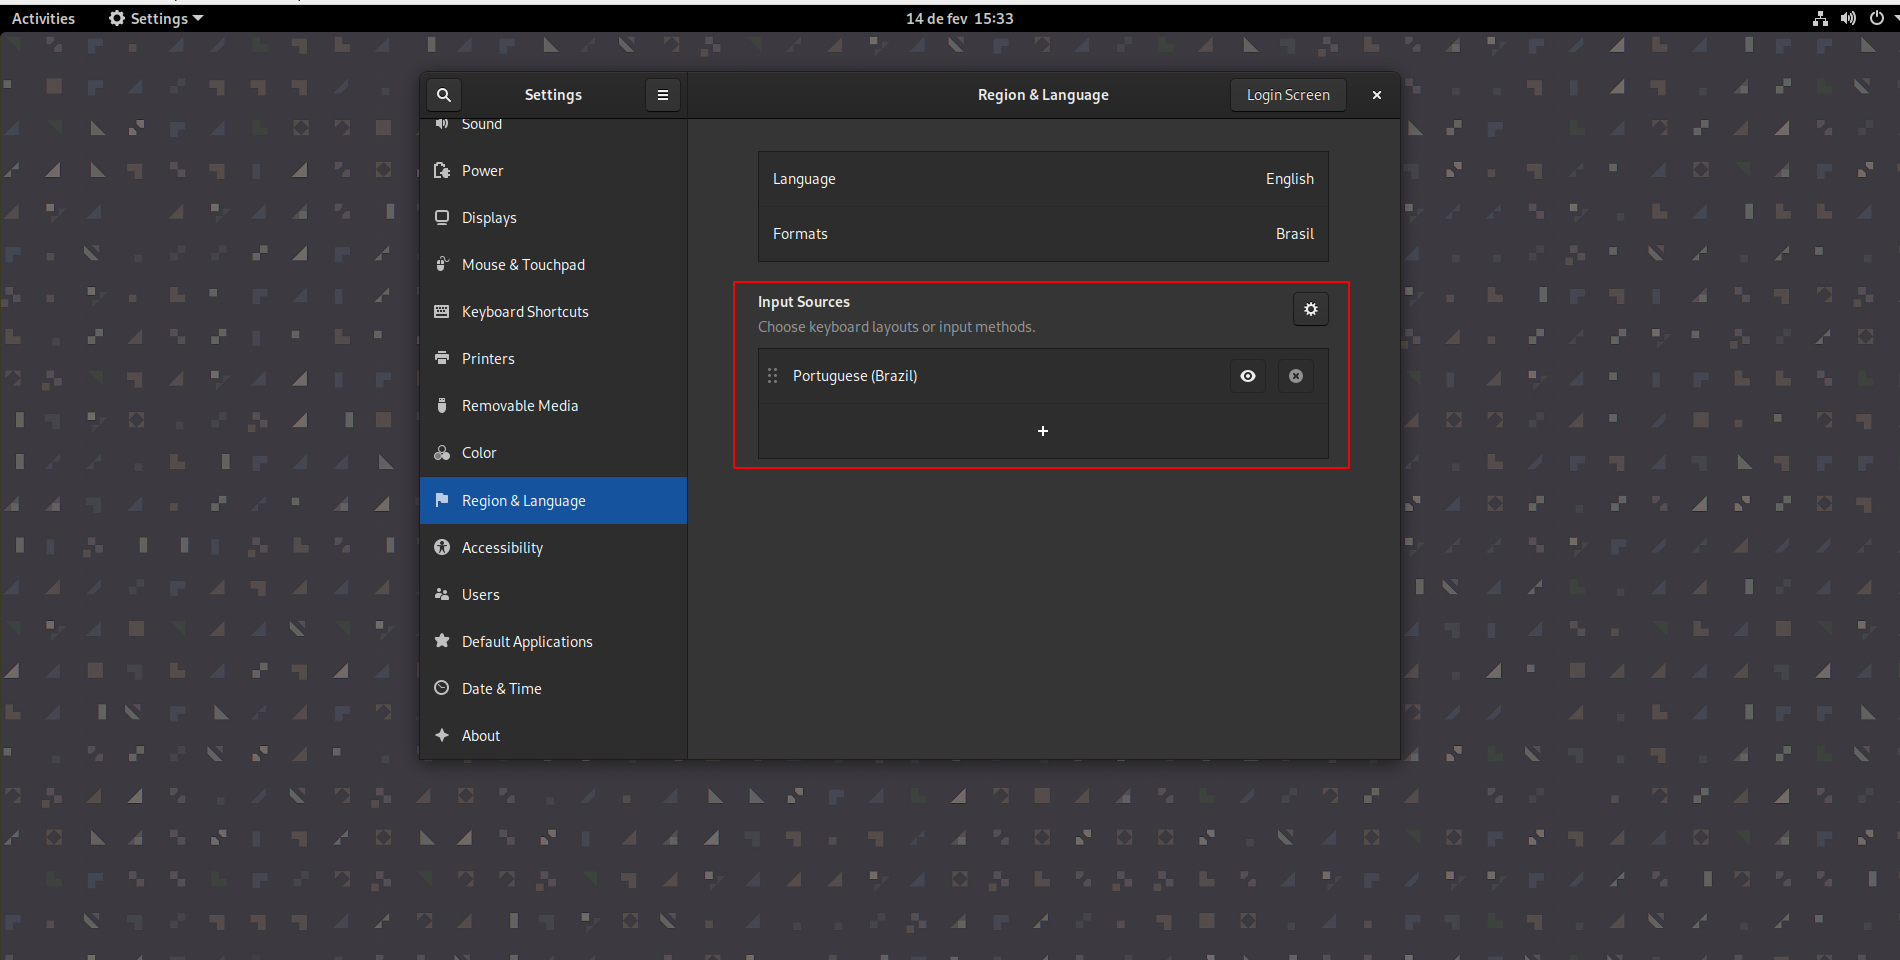 Activities
Settings
14 de fev 15:33
Settings
Region & Language
Login Screen
Sound
Power
Displays
Mouse & Touchpad
Keyboard Shortcuts
Printers
Removable Media
Color
Region & Language
Accessibility
Users
Default Applications
Date & Time
About
Language
English
Formats
Brasil
Input Sources
Choose keyboard layouts or input methods.
Portuguese (Brazil)